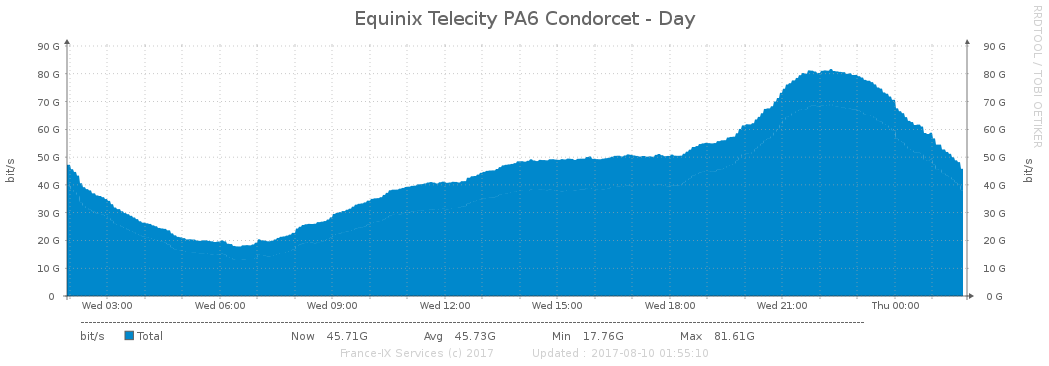 Equinix Telecity PA6 Condorcet - Day
RRDTOOL / TOBI OETIKER
90 G 90 G
80 G 80 G
70 G 70 G
60 G 60 G
50 G 50 G
40 G 40 G
30 G 30 G
20 G 20 G
10 G 10 G
0 0 G
bit/s
bit/s
Wed 03:00 Wed 06:00 Wed 09:00 Wed 12:00 Wed 15:00 Wed 18:00 Wed 21:00 Thu 00:00
bit/s Total Now 45.71G Avg 45.73G Min 17.76G Max 81.61G
France-IX Services (c) 2017 Updated : 2017-08-10 01:55:10